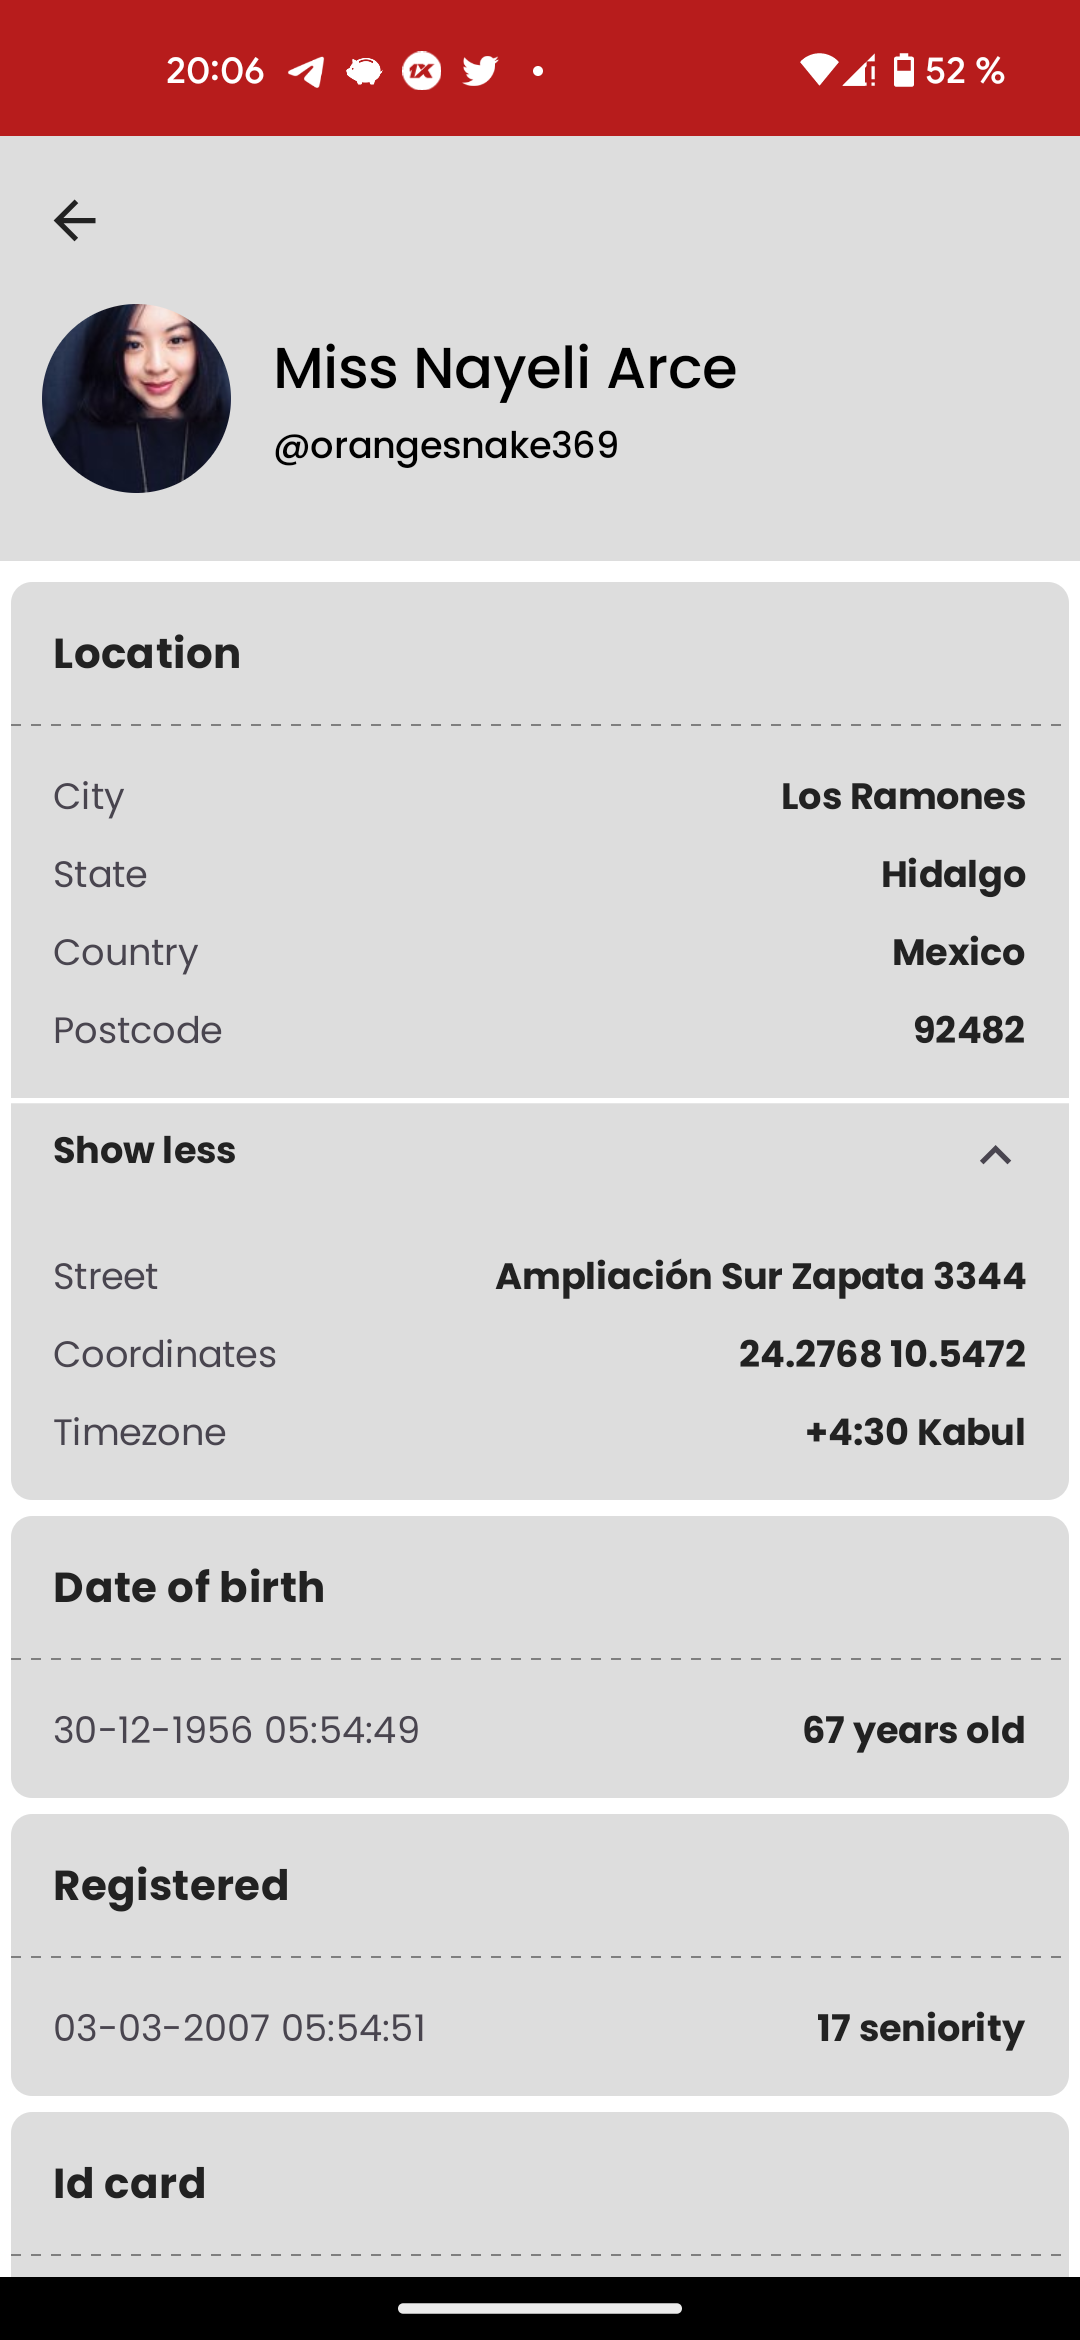 20:06 1X 52 %
Miss Nayeli Arce
@orangesnake369
Location
City Los Ramones
State Hidalgo
Country Mexico
Postcode 92482
Show less
Street Ampliación Sur Zapata 3344
Coordinates 24.2768 10.5472
Timezone +4:30 Kabul
Date of birth
30-12-1956 05:54:49 67 years old
Registered
03-03-2007 05:54:51 17 seniority
Id card